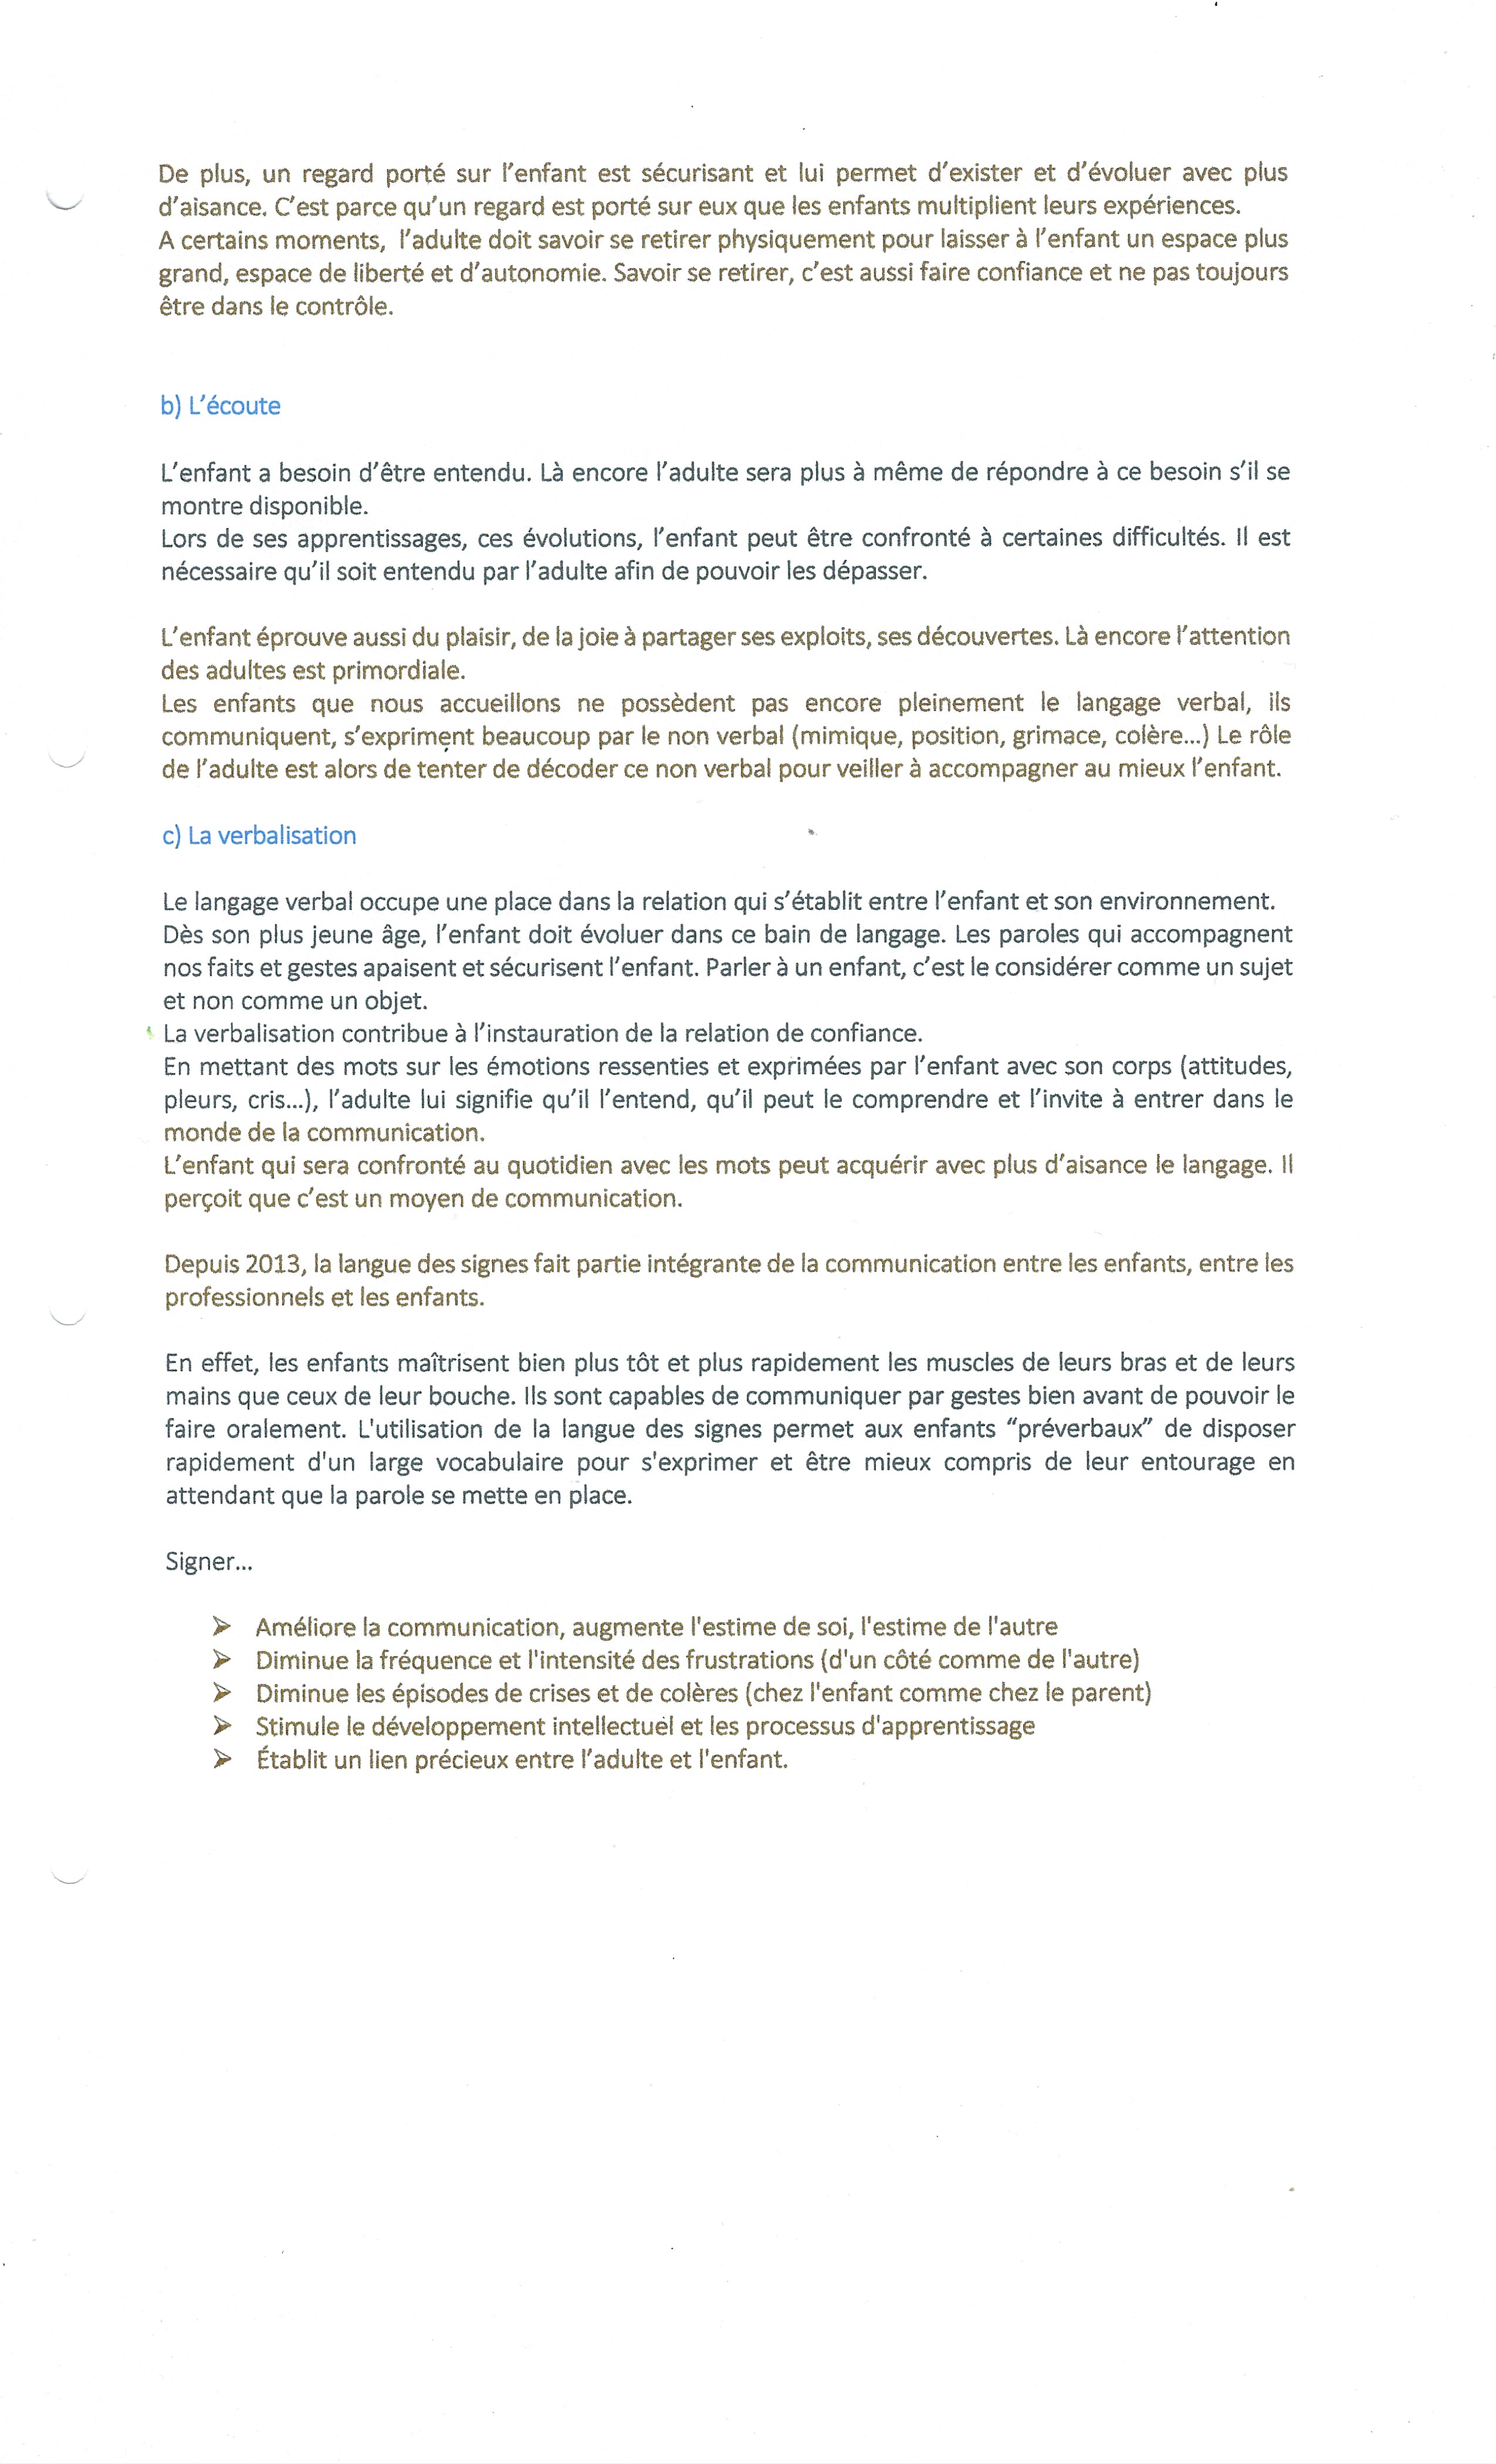 De plus, un regard porté sur l’enfant est sécurisant et lui permet d’exister et d’évoluer avec plus
d’aisance. C’est parce qu’un regard est porté sur eux que les enfants multiplient leurs expériences.
A certains moments, l’adulte doit savoir se retirer physiquement pour laisser à l’enfant un espace plus
grand, espace de liberté et d’autonomie. Savoir se retirer, c’est aussi faire confiance et ne pas toujours
être dans le contrôle.
b) L’écoute
L’enfant a besoin d’être entendu. Là encore l’adulte sera plus à même de répondre à ce besoin s’il se
montre disponible.
Lors de ses apprentissages, ces évolutions, l’enfant peut être confronté à certaines difficultés. Il est
nécessaire qu’il soit entendu par l’adulte afin de pouvoir les dépasser.
L’enfant éprouve aussi du plaisir, de la joie à partager ses exploits, ses découvertes. Là encore l’attention
des adultes est primordiale.
Les enfants que nous accueillons ne possèdent pas encore pleinement le langage verbal, ils
communiquent, s’expriment beaucoup par le non verbal (mimique, position, grimace, colère...) Le rôle
de l’adulte est alors de tenter de décoder ce non verbal pour veiller à accompagner au mieux l’enfant.
c) La verbalisation
Le langage verbal occupe une place dans la relation qui s’établit entre l’enfant et son environnement.
Dès son plus jeune âge, l’enfant doit évoluer dans ce bain de langage. Les paroles qui accompagnent
nos faits et gestes apaisent et sécurisent l’enfant. Parler à un enfant, c’est le considérer comme un sujet
et non comme un objet.
La verbalisation contribue à l’instauration de la relation de confiance.
En mettant des mots sur les émotions ressenties et exprimées par l’enfant avec son corps (attitudes,
pleurs, cris...), l’adulte lui signifie qu’il l’entend, qu’il peut le comprendre et l’invite à entrer dans le
monde de la communication.
L’enfant qui sera confronté au quotidien avec les mots peut acquérir avec plus d’aisance le langage. Il
perçoit que c’est un moyen de communication.
Depuis 2013, la langue des signes fait partie intégrante de la communication entre les enfants, entre les
professionnels et les enfants.
En effet, les enfants maîtrisent bien plus tôt et plus rapidement les muscles de leurs bras et de leurs
mains que ceux de leur bouche. Ils sont capables de communiquer par gestes bien avant de pouvoir le
faire oralement. L'utilisation de la langue des signes permet aux enfants “préverbaux” de disposer
rapidement d'un large vocabulaire pour s'exprimer et être mieux compris de leur entourage en
attendant que la parole se mette en place.
Signer...
➢ Améliore la communication, augmente l'estime de soi, l'estime de l'autre
➢ Diminue la fréquence et l'intensité des frustrations (d'un côté comme de l'autre)
➢ Diminue les épisodes de crises et de colères (chez l'enfant comme chez le parent)
➢ Stimule le développement intellectuel et les processus d'apprentissage
➢ Établit un lien précieux entre l’adulte et l'enfant.